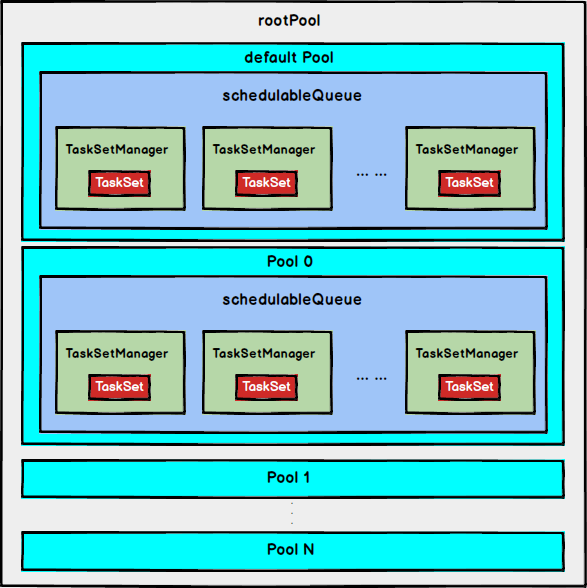 rootPool
default Pool
schedulableQueue
TaskSetManager TaskSetManager TaskSetManager
... ...
TaskSet TaskSet TaskSet
Pool 0
schedulableQueue
TaskSetManager TaskSetManager TaskSetManager
... ...
TaskSet TaskSet TaskSet
Pool 1
Pool N